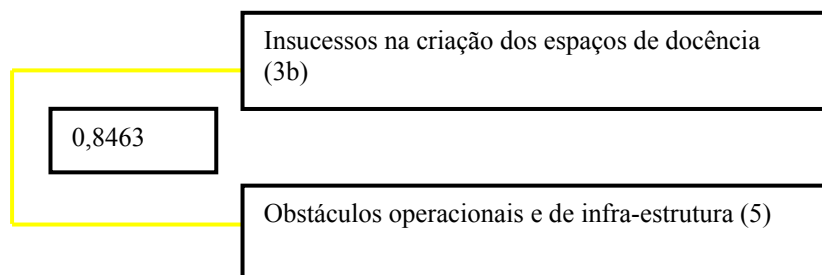 Insucessos na criação dos espaços de docência
(3b)
0,8463
Obstáculos operacionais e de infra-estrutura (5)